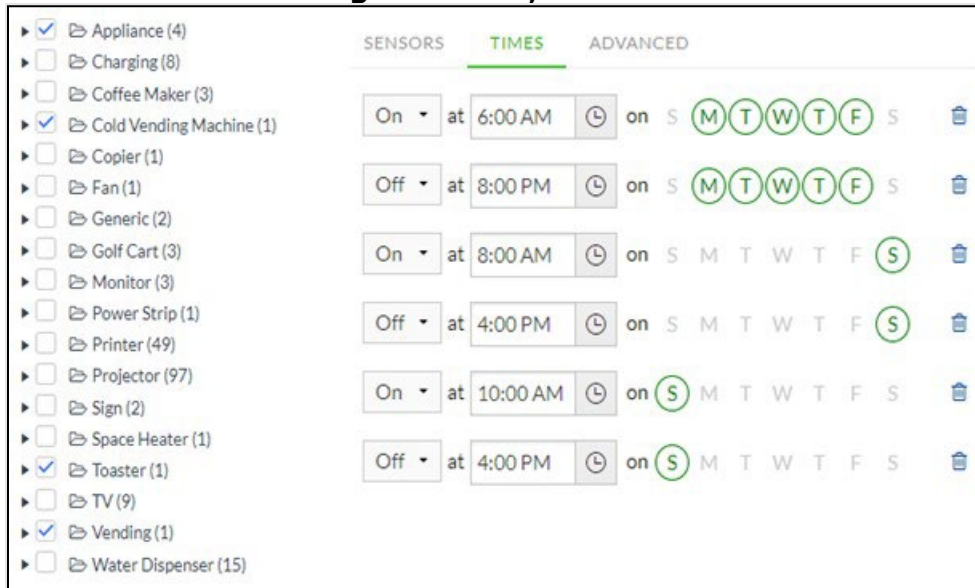 Appliance (4)
Charging (8)
Coffee Maker (3)
Cold Vending Machine (1)
Copier (1)
Fan (1)
Generic (2)
Golf Cart (3)
Monitor (3)
Power Strip (1)
Printer (49)
Projector (97)
Sign (2)
Space Heater (1)
Toaster (1)
TV (9)
Vending (1)
Water Dispenser (15)
SENSORS TIMES ADVANCED
On at 6:00 AM on S M T W T F S
Off at 8:00 PM on S M T W T F S
On at 8:00 AM on S M T W T F S
Off at 4:00 PM on S M T W T F S
On at 10:00 AM on S M T W T F S
Off at 4:00 PM on S M T W T F S